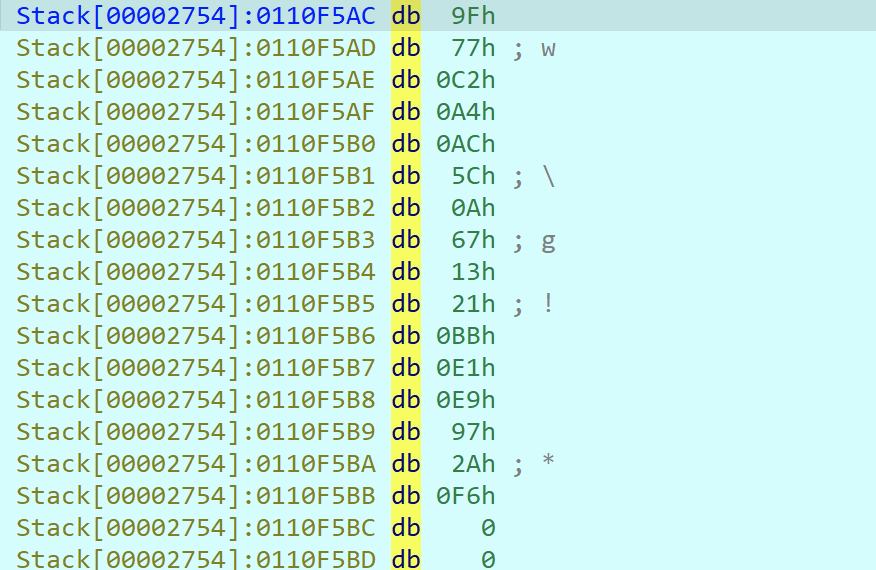 Stack[00002754]:0110F5AC db  9Fh
Stack[00002754]:0110F5AD db  77h ; w
Stack[00002754]:0110F5AE db 0C2h
Stack[00002754]:0110F5AF db 0A4h
Stack[00002754]:0110F5B0 db 0ACh
Stack[00002754]:0110F5B1 db  5Ch ; \
Stack[00002754]:0110F5B2 db  0Ah
Stack[00002754]:0110F5B3 db  67h ; g
Stack[00002754]:0110F5B4 db  13h
Stack[00002754]:0110F5B5 db  21h ; !
Stack[00002754]:0110F5B6 db 0BBh
Stack[00002754]:0110F5B7 db 0E1h
Stack[00002754]:0110F5B8 db 0E9h
Stack[00002754]:0110F5B9 db  97h
Stack[00002754]:0110F5BA db  2Ah ; *
Stack[00002754]:0110F5BB db 0F6h
Stack[00002754]:0110F5BC db    0
Stack[00002754]:0110F5BD db    0